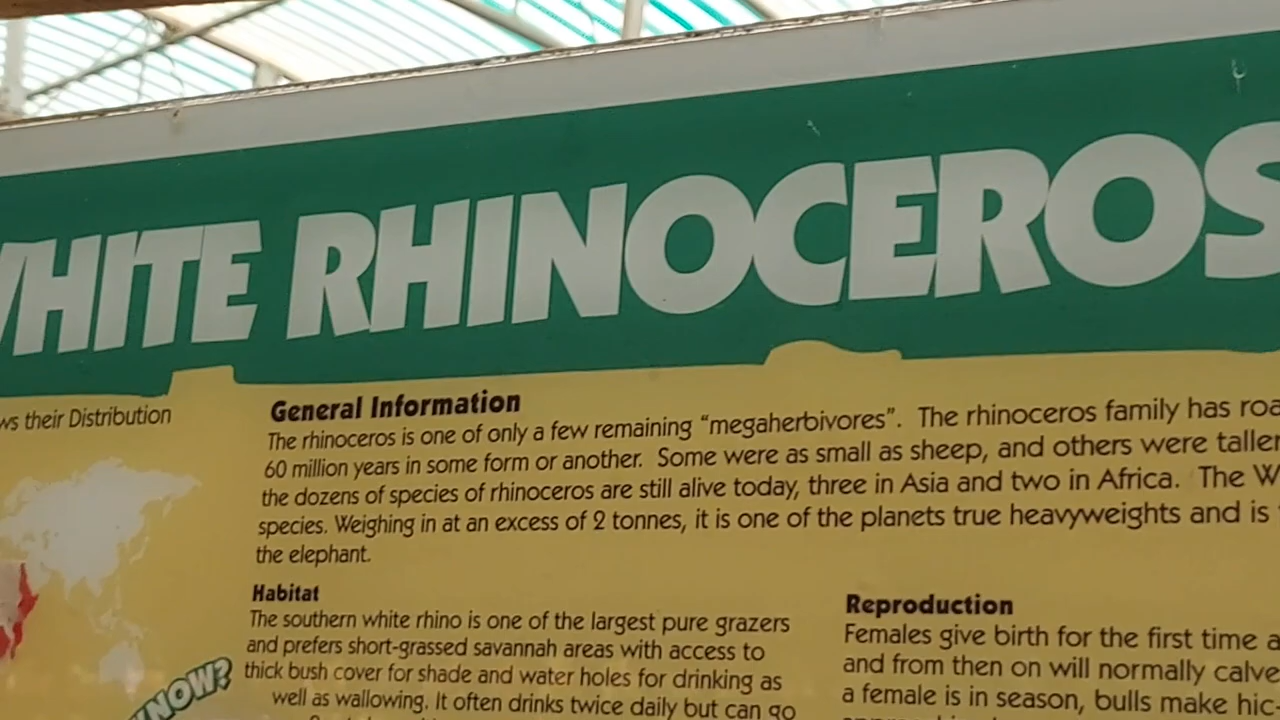 WHITE RHINOCEROS
ws their Distribution
General Information
The rhinoceros is one of only a few remaining "megaherbivores". The rhinoceros family has roa
60 million years in some form or another. Some were as small as sheep, and others were taller
the dozens of species of rhinoceros are still alive today, three in Asia and two in Africa. The W
species. Weighing in at an excess of 2 tonnes, it is one of the planets true heavyweights and is
the elephant.
Habitat
The southern white rhino is one of the largest pure grazers
and prefers short-grassed savannah areas with access to
thick bush cover for shade and water holes for drinking as
well as wallowing. It often drinks twice daily but can go
KNOW?
Reproduction
Females give birth for the first time a
and from then on will normally calve
a female is in season, bulls make hic-